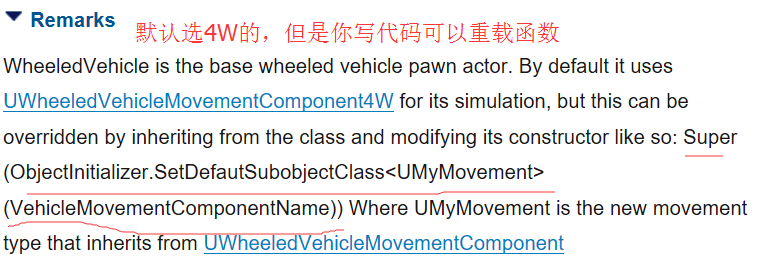 Remarks 默认选4W的，但是你写代码可以重载函数
WheeledVehicle is the base wheeled vehicle pawn actor. By default it uses
UWheeledVehicleMovementComponent4W for its simulation, but this can be
overridden by inheriting from the class and modifying its constructor like so: Super
(ObjectInitializer.SetDefautSubobjectClass<UMyMovement>
(VehicleMovementComponentName)) Where UMyMovement is the new movement
type that inherits from UWheeledVehicleMovementComponent